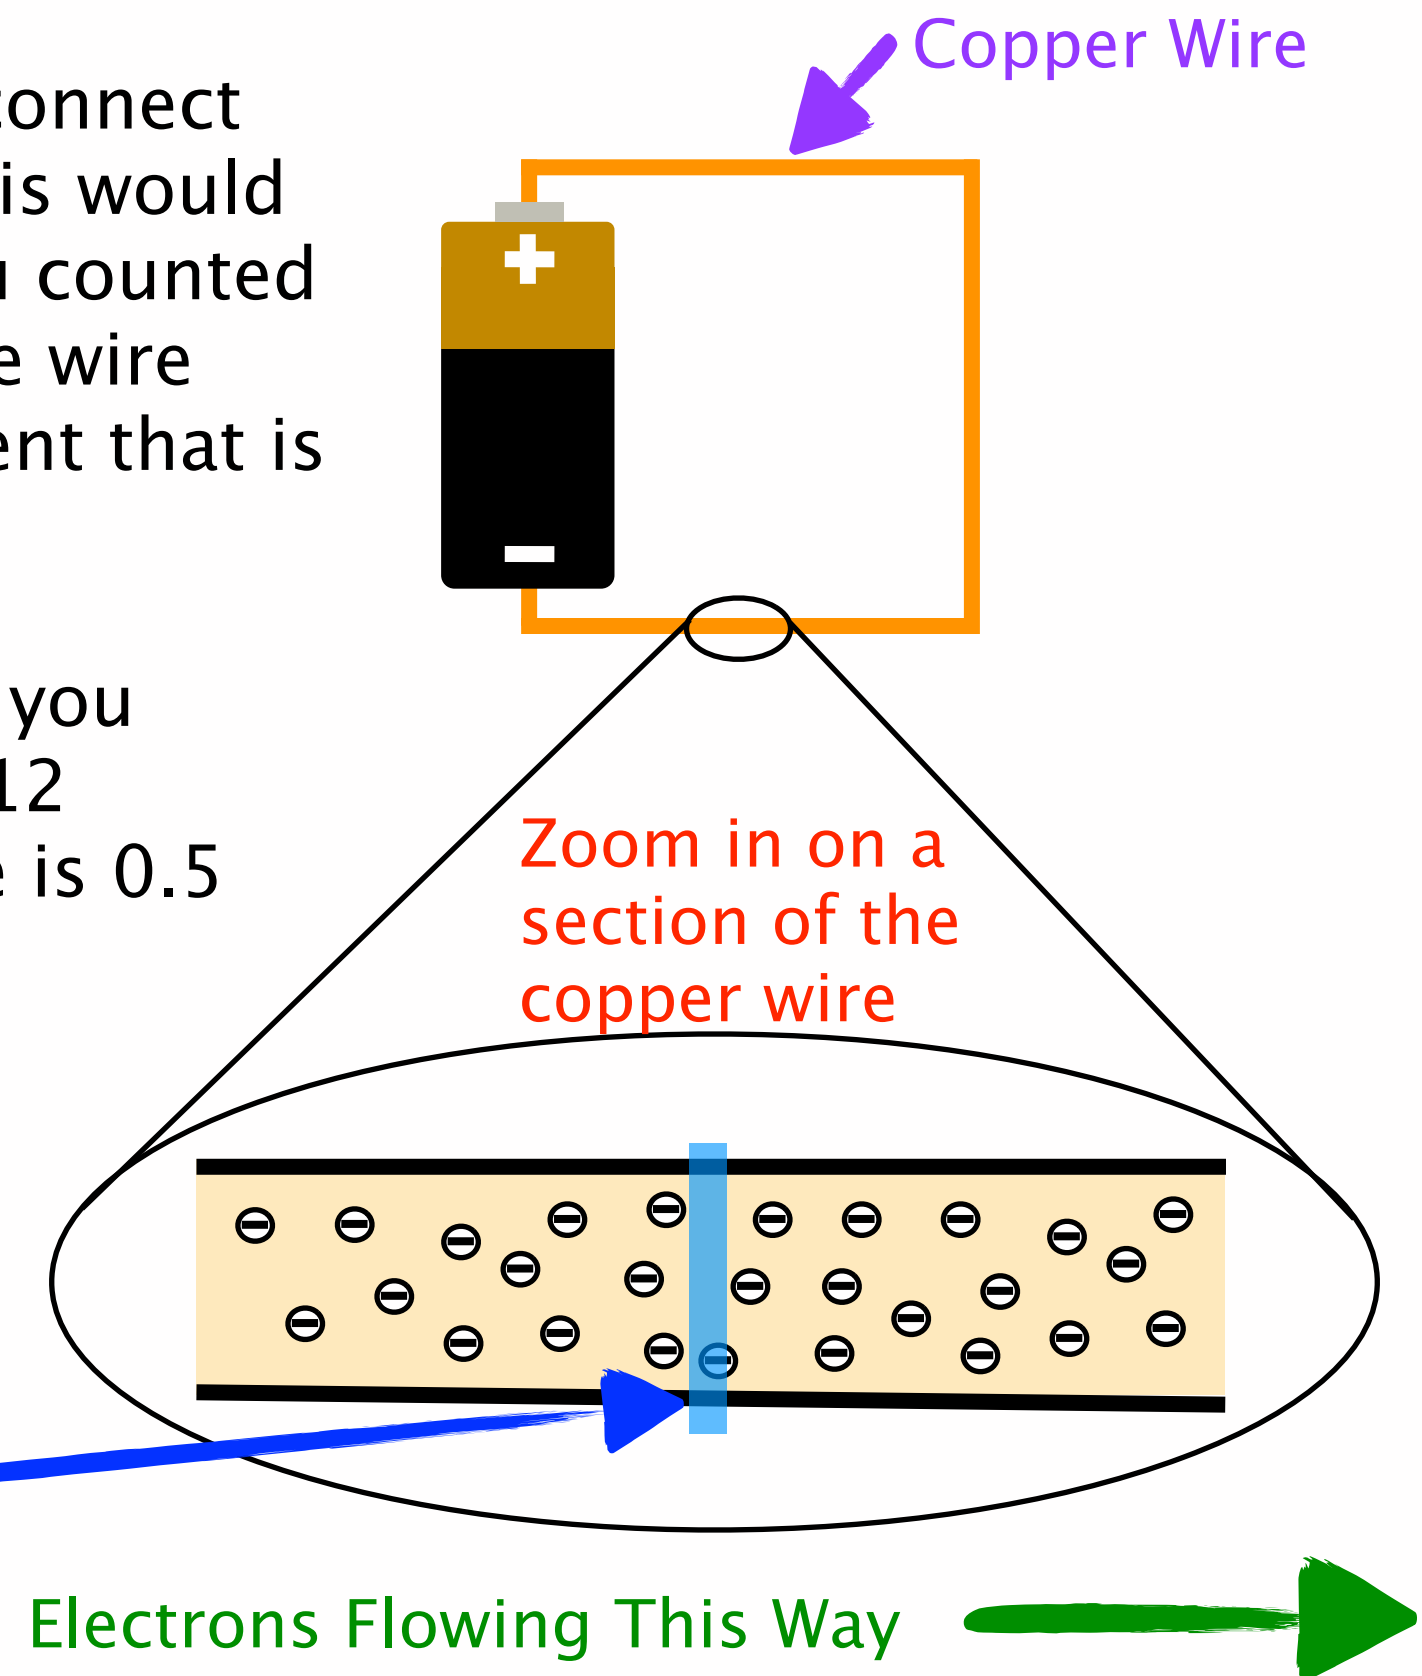 Copper Wire
connect
is would
counted
e wire
ent that is
you
12
e is 0.5
Zoom in on a
section of the
copper wire
Electrons Flowing This Way